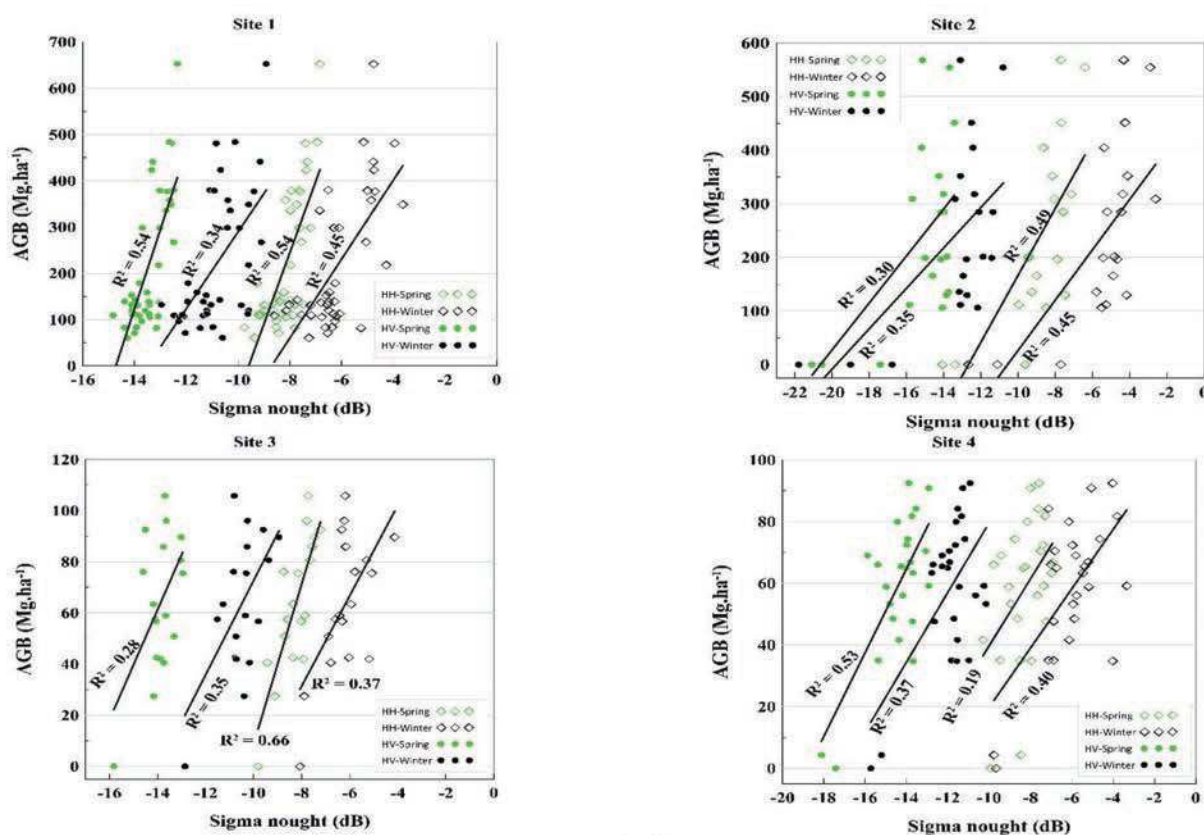 Site 1
AGB (Mg.ha⁻¹)
700
600
500
400
300
200
100
0
R² = 0.54
R² = 0.34
R² = 0.54
R² = 0.45
HH-Spring
HH-Winter
HV-Spring
HV-Winter
-16 -14 -12 -10 -8 -6 -4 -2 0
Sigma nought (dB)
Site 2
AGB (Mg.ha⁻¹)
600
500
400
300
200
100
0
HH-Spring
HH-Winter
HV-Spring
HV-Winter
R² = 0.30
R² = 0.35
R² = 0.49
R² = 0.45
-22 -20 -18 -16 -14 -12 -10 -8 -6 -4 -2 0
Sigma nought (dB)
Site 3
AGB (Mg.ha⁻¹)
120
100
80
60
40
20
0
R² = 0.28
R² = 0.35
R² = 0.66
R² = 0.37
HH-Spring
HH-Winter
HV-Spring
HV-Winter
-16 -14 -12 -10 -8 -6 -4 -2 0
Sigma nought (dB)
Site 4
AGB (Mg.ha⁻¹)
100
80
60
40
20
0
R² = 0.53
R² = 0.37
R² = 0.19
R² = 0.40
HH-Spring
HH-Winter
HV-Spring
HV-Winter
-20 -18 -16 -14 -12 -10 -8 -6 -4 -2 0
Sigma nought (dB)